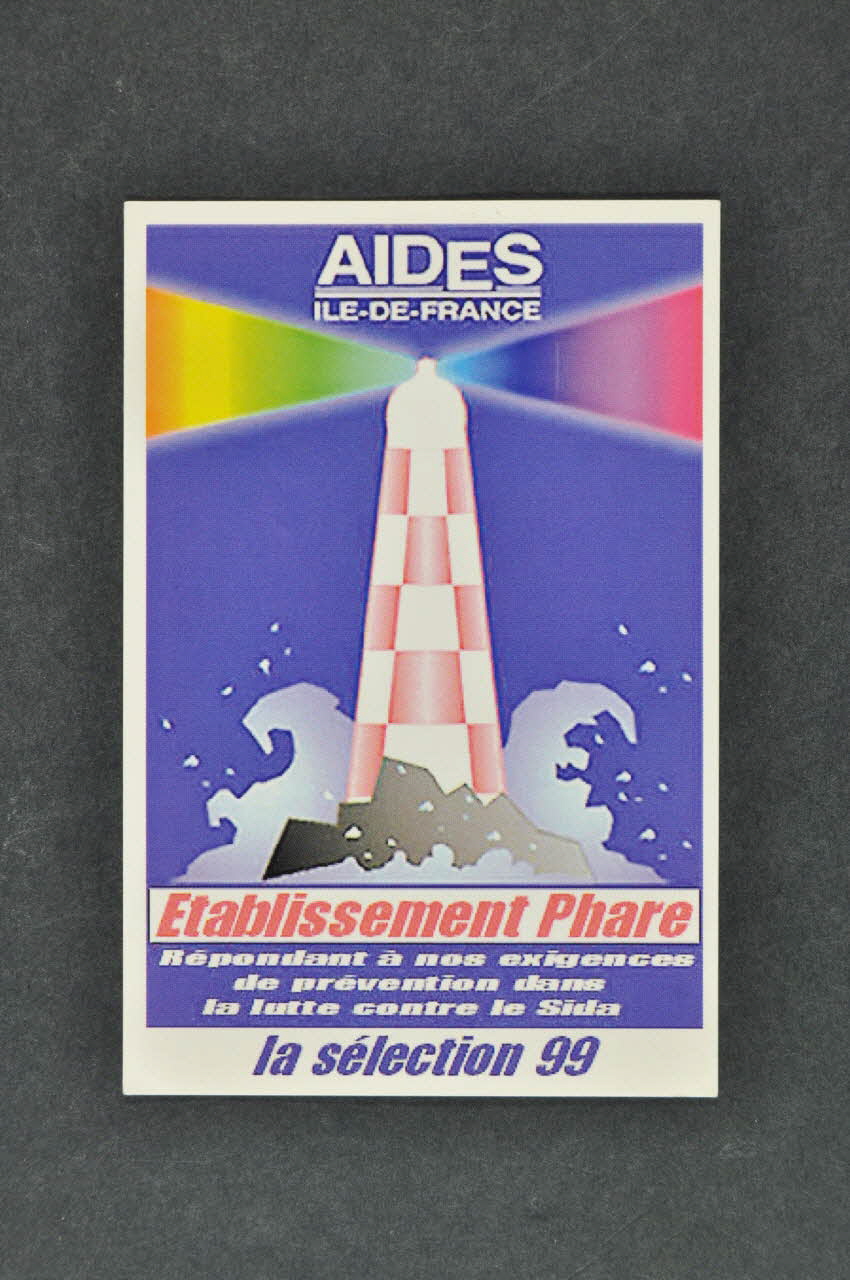 AIDES
ILE-DE-FRANCE
Etablissement Phare
Répondant à nos exigences
de prévention dans
la lutte contre le Sida
la sélection 99